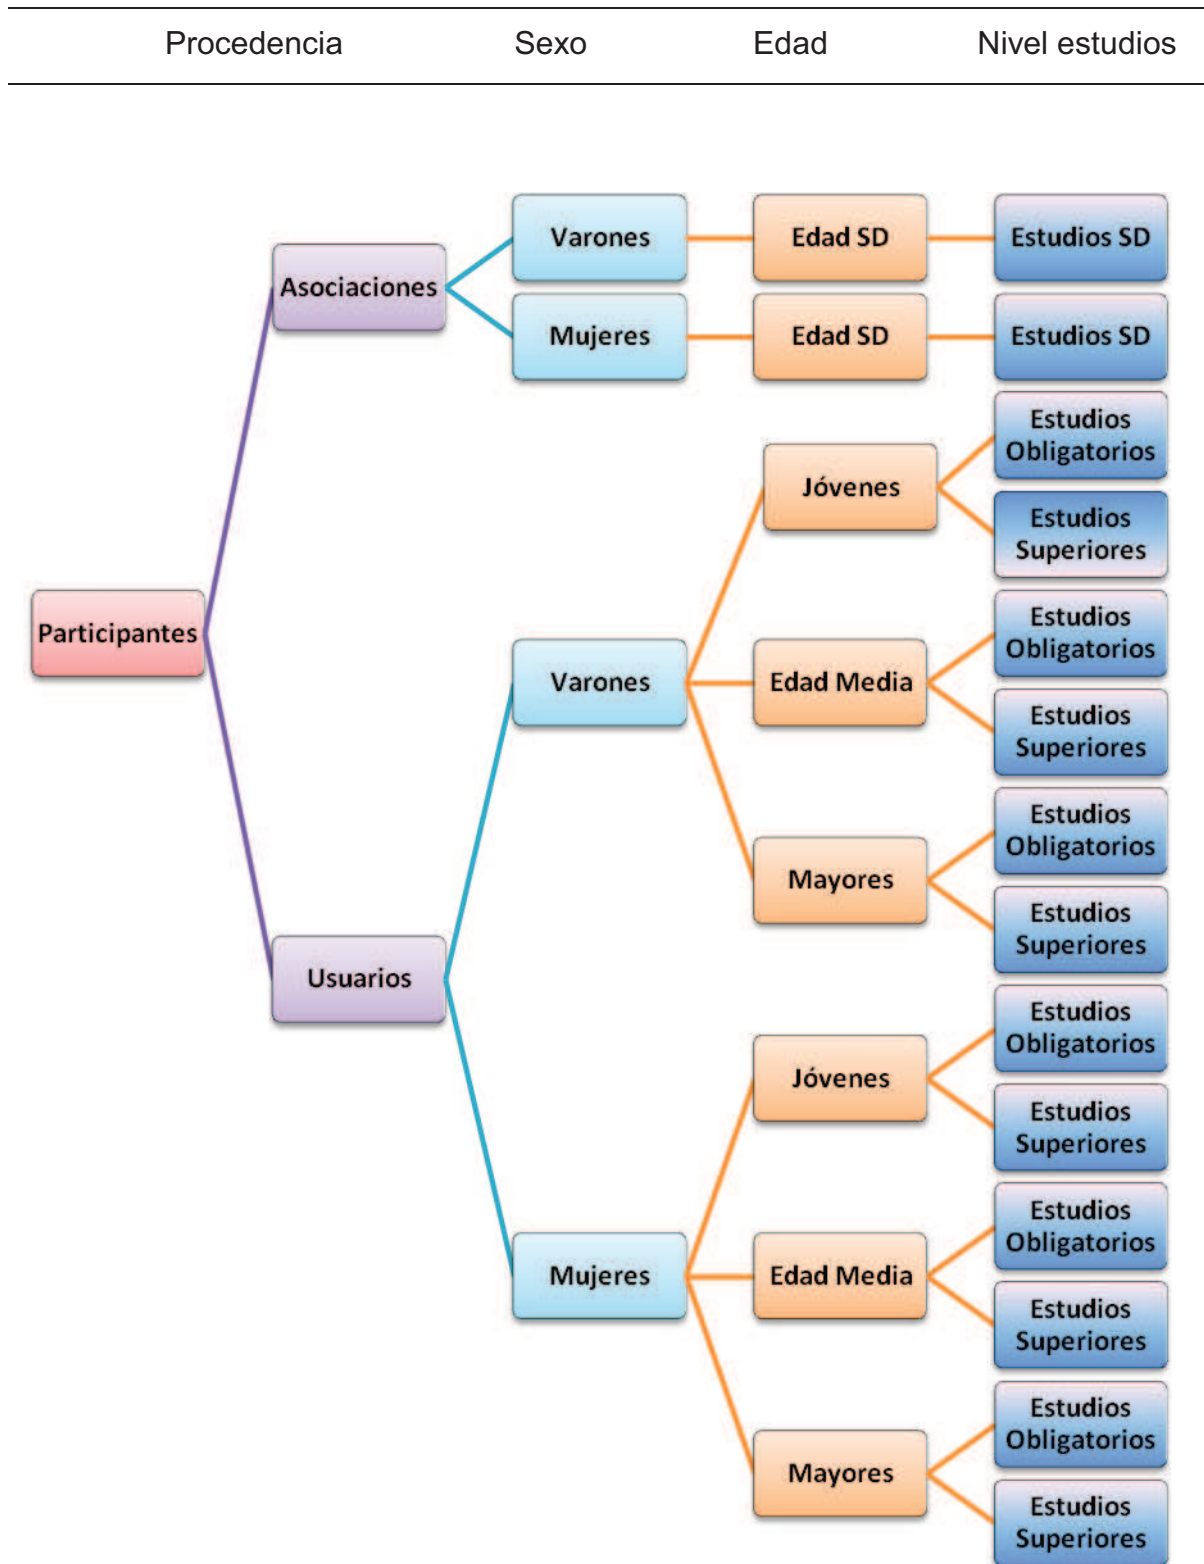 Procedencia Sexo Edad Nivel estudios
Varones Edad SD Estudios SD
Asociaciones
Mujeres Edad SD Estudios SD
Estudios
Obligatorios
Jóvenes
Estudios
Superiores
Participantes
Estudios
Obligatorios
Varones Edad Media
Estudios
Superiores
Estudios
Obligatorios
Mayores
Estudios
Superiores
Usuarios
Estudios
Obligatorios
Jóvenes
Estudios
Superiores
Estudios
Obligatorios
Mujeres Edad Media
Estudios
Superiores
Estudios
Obligatorios
Mayores
Estudios
Superiores